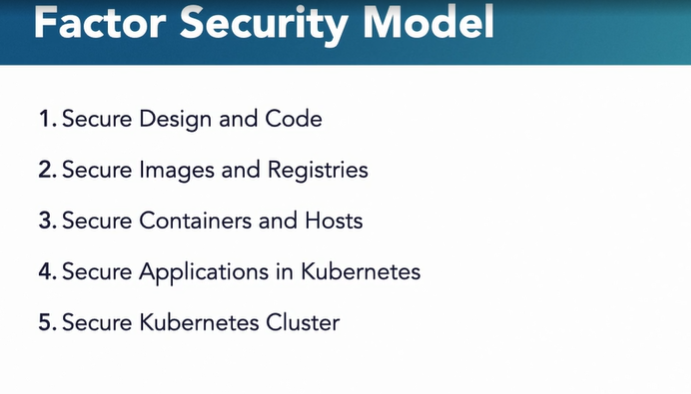 Factor Security Model
1. Secure Design and Code
2. Secure Images and Registries
3. Secure Containers and Hosts
4. Secure Applications in Kubernetes
5. Secure Kubernetes Cluster